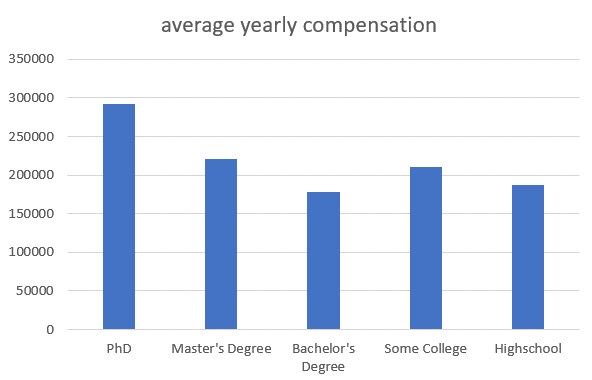 average yearly compensation
350000
300000
250000
200000
150000
100000
50000
0
PhD
Master's Degree
Bachelor's
Degree
Some College
Highschool